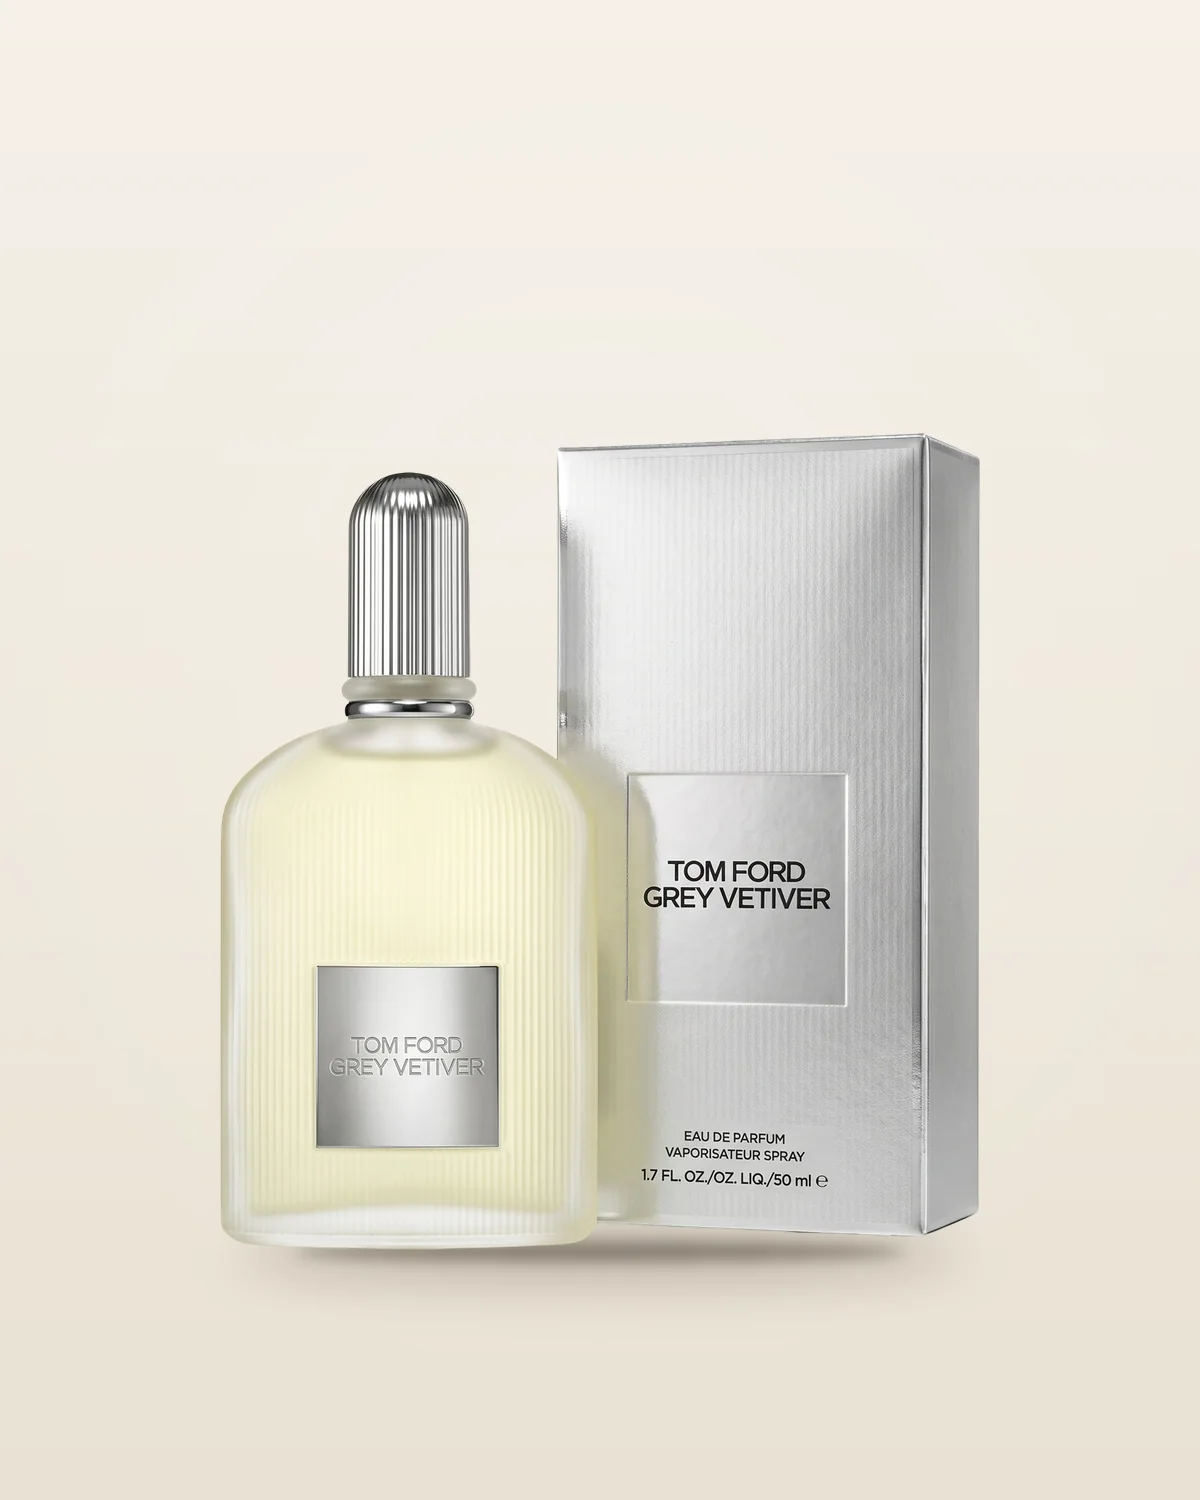 TOM FORD
GREY VETIVER
TOM FORD
GREY VETIVER
EAU DE PARFUM
VAPORISATEUR SPRAY
1.7 FL. OZ./OZ. LIQ./50 ml ℮